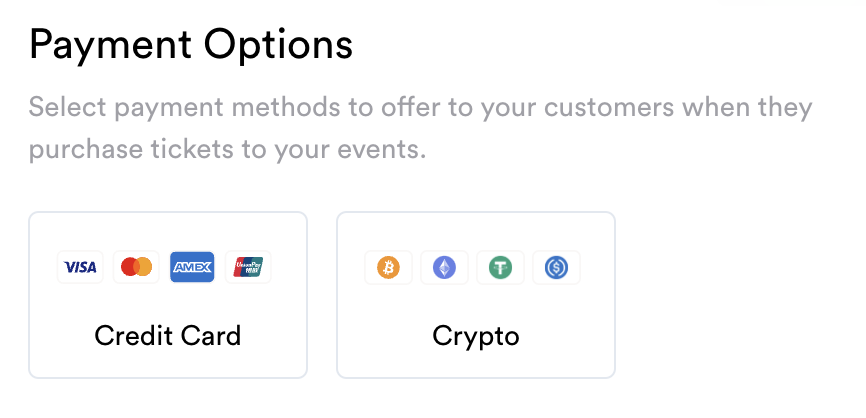 Payment Options
Select payment methods to offer to your customers when they
purchase tickets to your events.
VISA AMEX UnionPay
Credit Card
Crypto